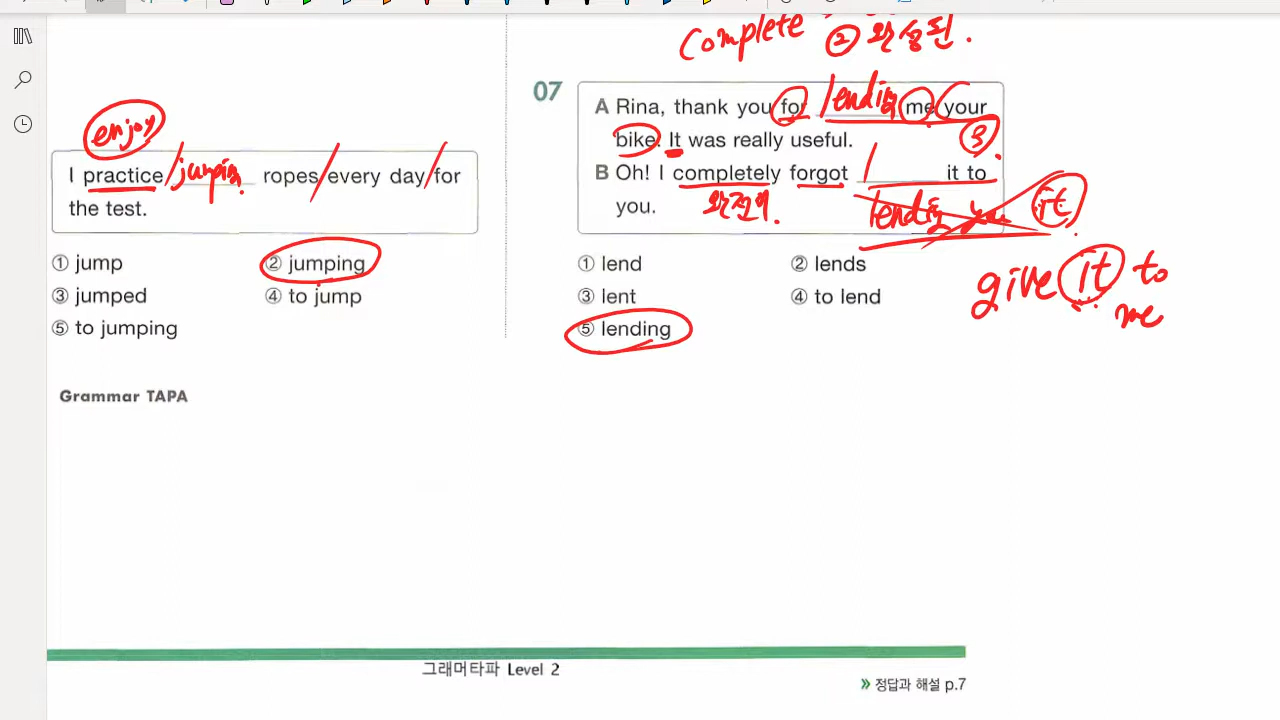 complete ② 완성된.
enjoy
I practice / jumping ropes / every day / for
the test.
① jump ② jumping
③ jumped ④ to jump
⑤ to jumping
Grammar TAPA
07
A Rina, thank you for lending me your
bike. It was really useful. ③
B Oh! I completely forgot l it to
you. 완전히. lending you it
① lend ② lends
③ lent ④ to lend
⑤ lending
give it to
me
그래머타파 Level 2
» 정답과 해설 p.7